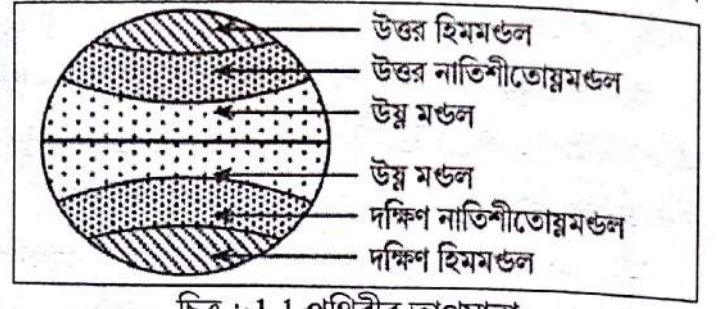 উত্তর হিমমণ্ডল
উত্তর নাতিশীতোষ্ণমণ্ডল
উষ্ণ মণ্ডল
উষ্ণ মণ্ডল
দক্ষিণ নাতিশীতোষ্ণমণ্ডল
দক্ষিণ হিমমণ্ডল
চিত্র : 1.1 পৃথিবীর